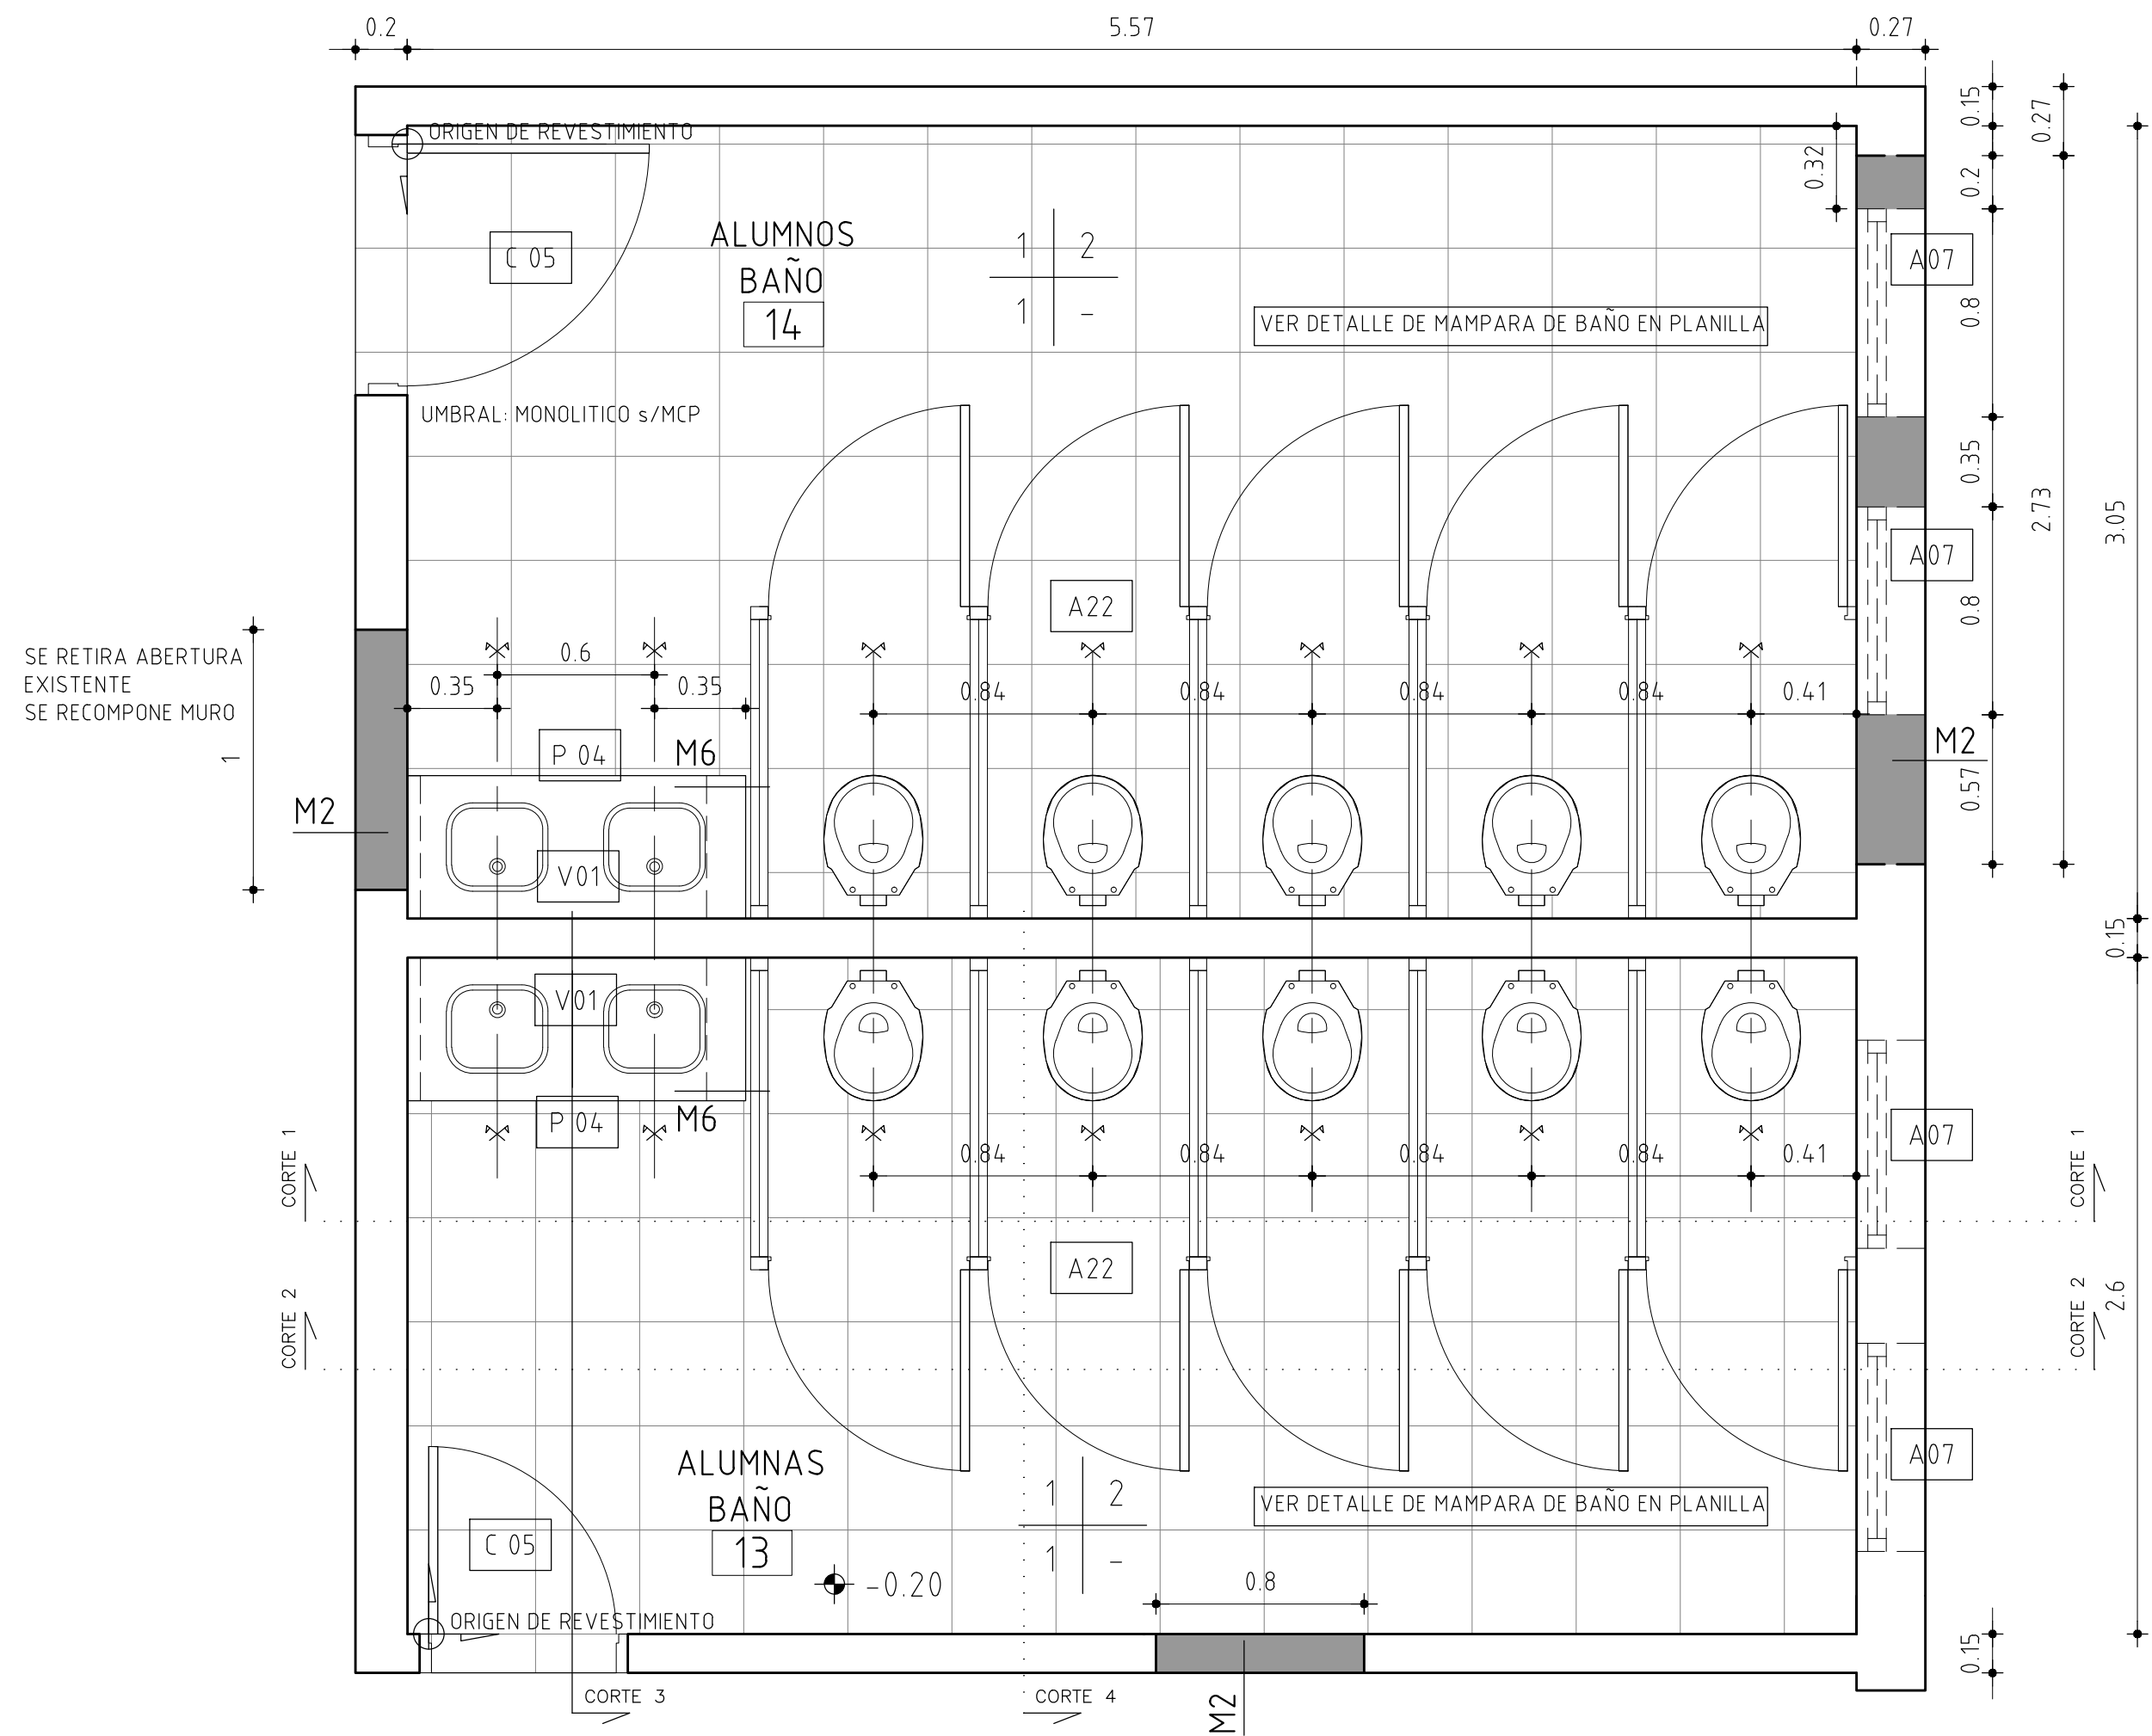 0.2
5.57
0.27
0.15
0.27
ORIGEN DE REVESTIMIENTO
0.32
0.2
C 05
ALUMNOS
BAÑO
14
1
2
1
-
A07
VER DETALLE DE MAMPARA DE BAÑO EN PLANILLA
0.8
UMBRAL: MONOLITICO s/MCP
0.35
2.73
3.05
A07
A22
0.8
SE RETIRA ABERTURA
EXISTENTE
SE RECOMPONE MURO
1
0.6
0.35
0.35
0.84
0.84
0.84
0.84
0.41
P 04
M6
M2
0.57
M2
V01
0.15
V01
P 04
M6
0.84
0.84
0.84
0.84
0.41
A07
CORTE 1
CORTE 1
A22
CORTE 2
CORTE 2
2.6
ALUMNAS
BAÑO
13
1
2
1
-
VER DETALLE DE MAMPARA DE BAÑO EN PLANILLA
A07
C 05
-0.20
0.8
ORIGEN DE REVESTIMIENTO
0.15
CORTE 3
CORTE 4
M2